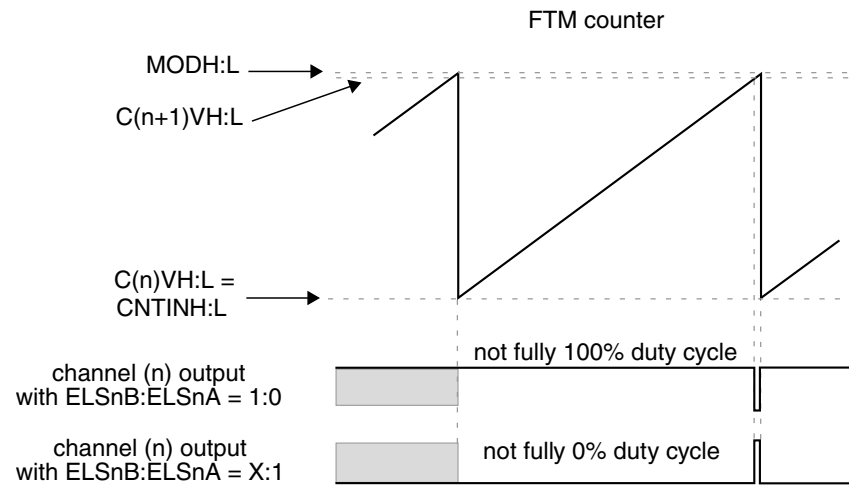 FTM counter
MODH:L
C(n+1)VH:L
C(n)VH:L =
CNTINH:L
not fully 100% duty cycle
channel (n) output
with ELSnB:ELSnA = 1:0
channel (n) output
with ELSnB:ELSnA = X:1
not fully 0% duty cycle